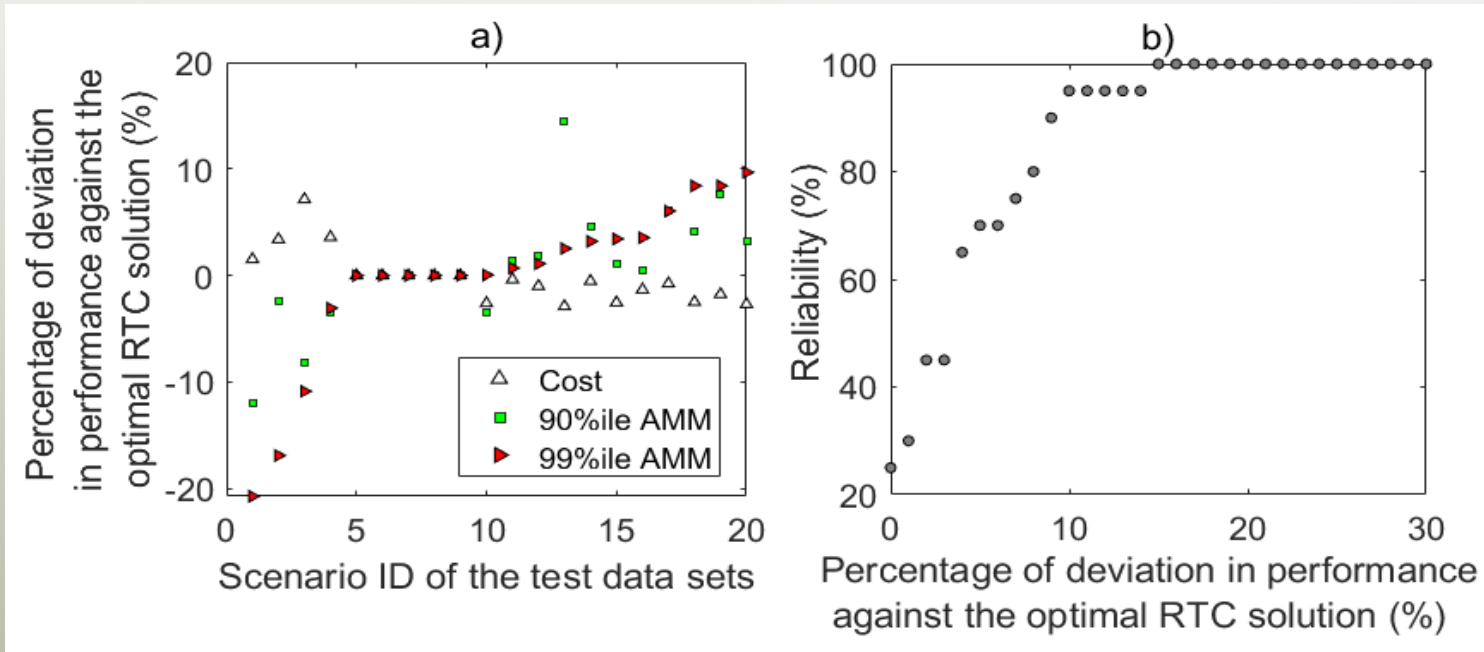 a)
Percentage of deviation
in performance against the
optimal RTC solution (%)
20
10
0
-10
-20
Cost
90%ile AMM
99%ile AMM
0 5 10 15 20
Scenario ID of the test data sets
b)
Reliability (%)
100
80
60
40
20
0 10 20 30
Percentage of deviation in performance
against the optimal RTC solution (%)